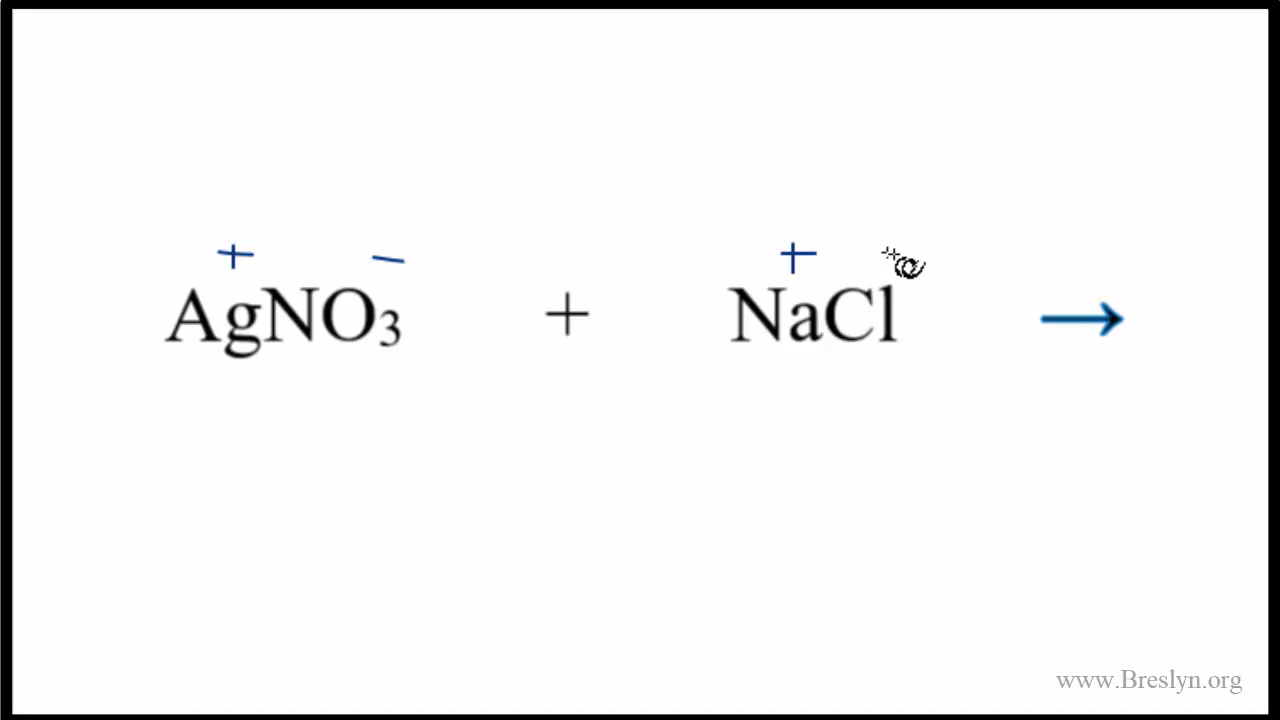 + − +
AgNO₃ + NaCl →
www.Breslyn.org